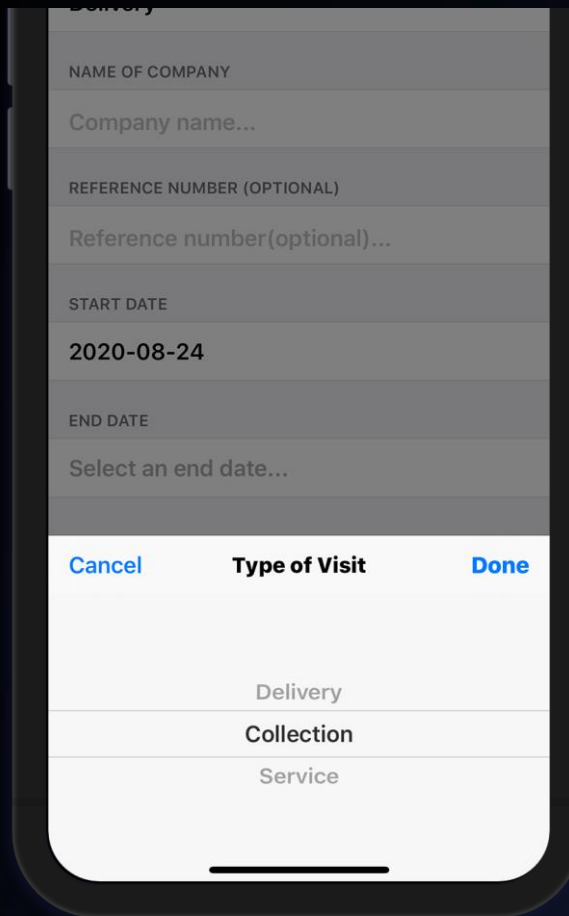 Delivery
NAME OF COMPANY
Company name...
REFERENCE NUMBER (OPTIONAL)
Reference number(optional)...
START DATE
2020-08-24
END DATE
Select an end date...
Cancel Type of Visit Done
Delivery
Collection
Service